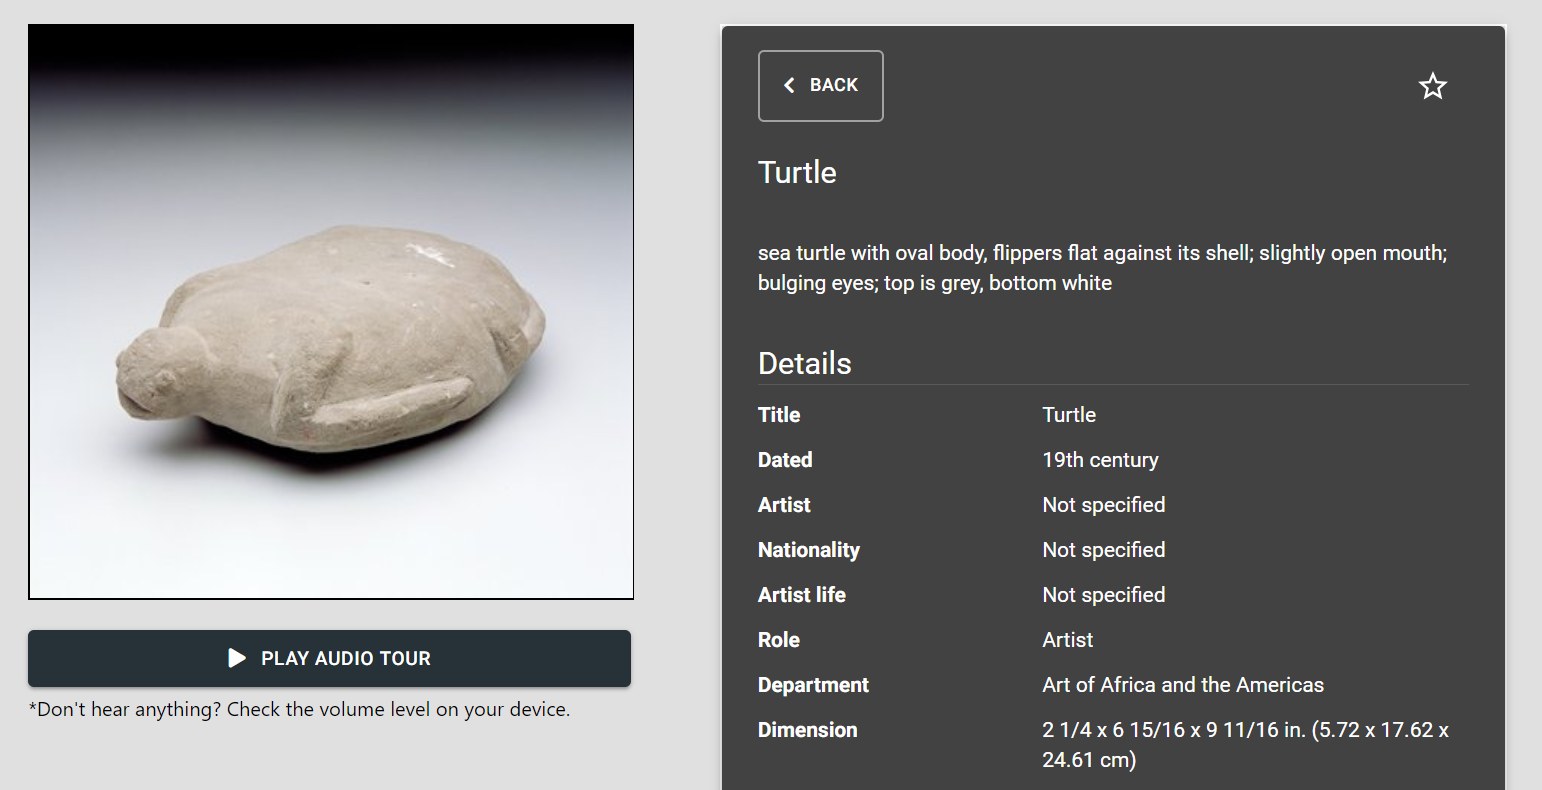 BACK
Turtle
sea turtle with oval body, flippers flat against its shell; slightly open mouth;
bulging eyes; top is grey, bottom white
Details
Title Turtle
Dated 19th century
Artist Not specified
Nationality Not specified
Artist life Not specified
Role Artist
Department Art of Africa and the Americas
Dimension 2 1/4 x 6 15/16 x 9 11/16 in. (5.72 x 17.62 x
24.61 cm)
PLAY AUDIO TOUR
*Don't hear anything? Check the volume level on your device.